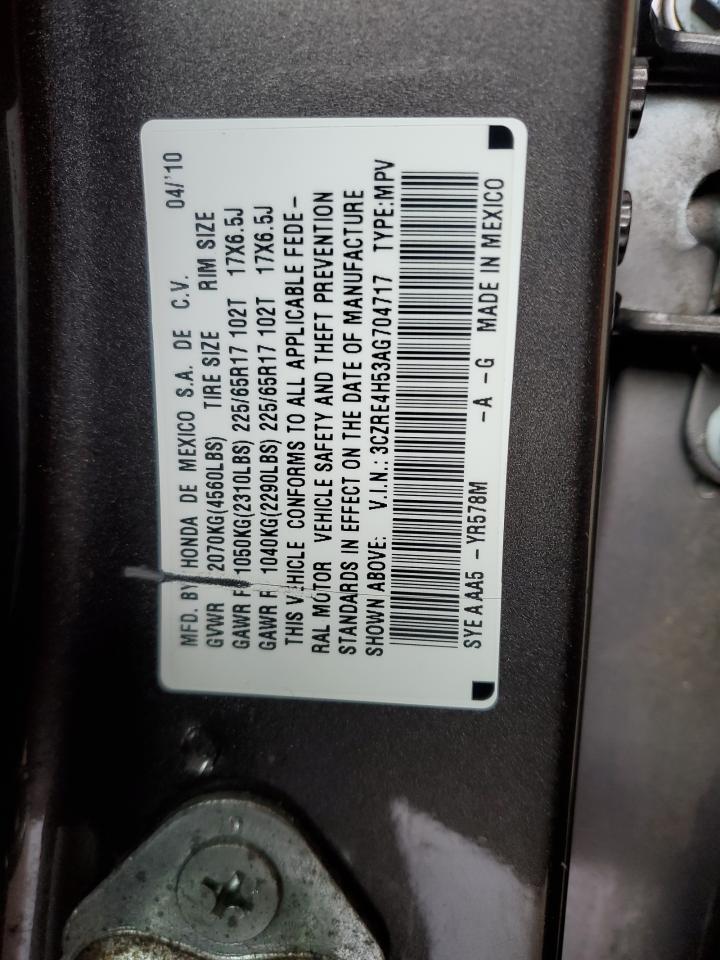 MFD. BY HONDA DE MEXICO S.A. DE C.V. 04/'10
GVWR 2070KG(4560LBS) TIRE SIZE RIM SIZE
GAWR F 1050KG(2310LBS) 225/65R17 102T 17X6.5J
GAWR R 1040KG(2290LBS) 225/65R17 102T 17X6.5J
THIS VEHICLE CONFORMS TO ALL APPLICABLE FEDE-
RAL MOTOR VEHICLE SAFETY AND THEFT PREVENTION
STANDARDS IN EFFECT ON THE DATE OF MANUFACTURE
SHOWN ABOVE: V.I.N.: 3CZRE4H53AG704717 TYPE:MPV
SYEAAA5 -YR578M -A -G MADE IN MEXICO